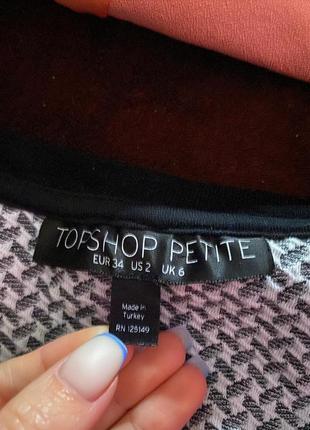 TOPSHOP PETITE
EUR 34 US 2 UK 6
Made in
Turkey
RN 125149